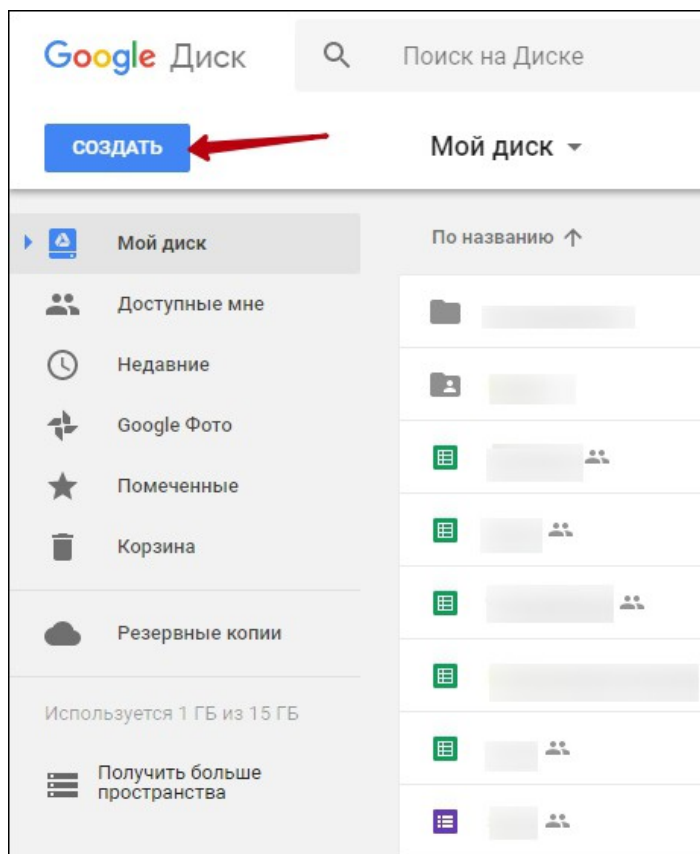 Google Диск
Поиск на Диске
СОЗДАТЬ
Мой диск
Мой диск
По названию
Доступные мне
Недавние
Google Фото
Помеченные
Корзина
Резервные копии
Используется 1 ГБ из 15 ГБ
Получить больше
пространства